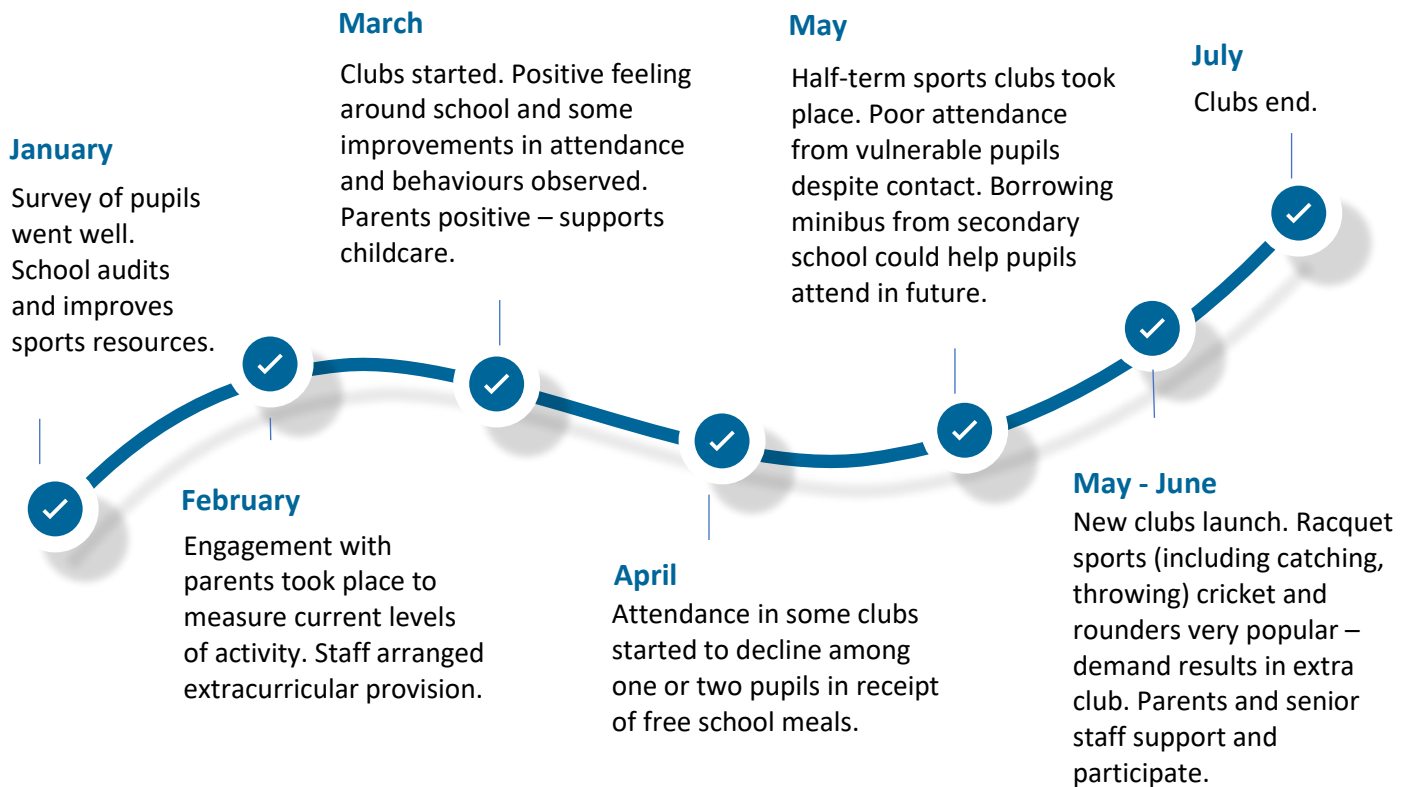 January
Survey of pupils
went well.
School audits
and improves
sports resources.
February
Engagement with
parents took place to
measure current levels
of activity. Staff arranged
extracurricular provision.
March
Clubs started. Positive feeling
around school and some
improvements in attendance
and behaviours observed.
Parents positive – supports
childcare.
April
Attendance in some clubs
started to decline among
one or two pupils in receipt
of free school meals.
May
Half-term sports clubs took
place. Poor attendance
from vulnerable pupils
despite contact. Borrowing
minibus from secondary
school could help pupils
attend in future.
May - June
New clubs launch. Racquet
sports (including catching,
throwing) cricket and
rounders very popular –
demand results in extra
club. Parents and senior
staff support and
participate.
July
Clubs end.